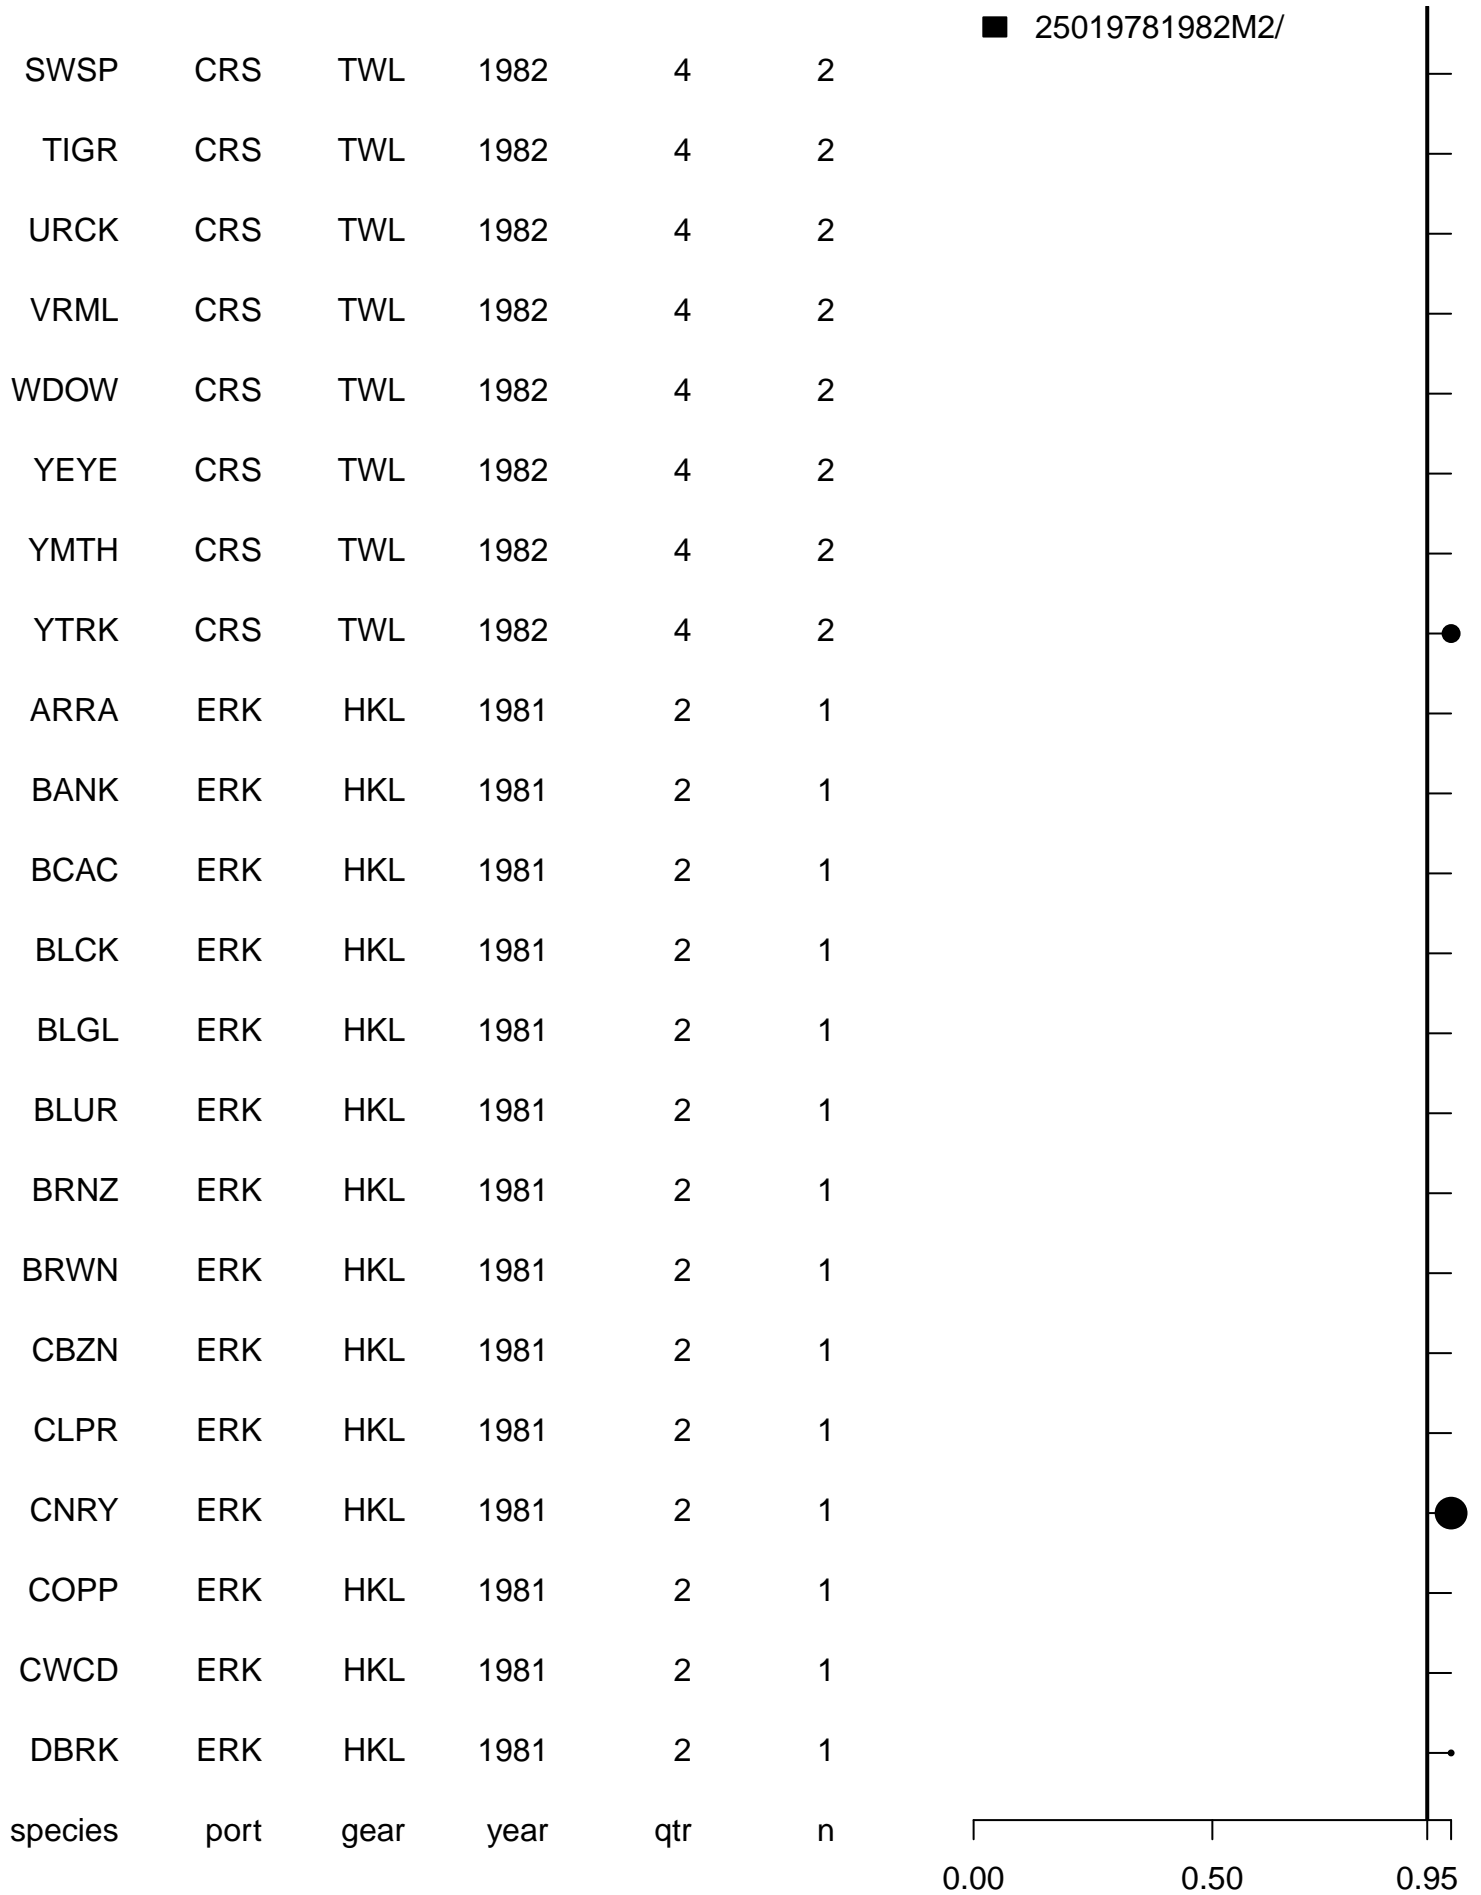 25019781982M2/
SWSP CRS TWL 1982 4 2
TIGR CRS TWL 1982 4 2
URCK CRS TWL 1982 4 2
VRML CRS TWL 1982 4 2
WDOW CRS TWL 1982 4 2
YEYE CRS TWL 1982 4 2
YMTH CRS TWL 1982 4 2
YTRK CRS TWL 1982 4 2
ARRA ERK HKL 1981 2 1
BANK ERK HKL 1981 2 1
BCAC ERK HKL 1981 2 1
BLCK ERK HKL 1981 2 1
BLGL ERK HKL 1981 2 1
BLUR ERK HKL 1981 2 1
BRNZ ERK HKL 1981 2 1
BRWN ERK HKL 1981 2 1
CBZN ERK HKL 1981 2 1
CLPR ERK HKL 1981 2 1
CNRY ERK HKL 1981 2 1
COPP ERK HKL 1981 2 1
CWCD ERK HKL 1981 2 1
DBRK ERK HKL 1981 2 1
species port gear year qtr n
0.00 0.50 0.95